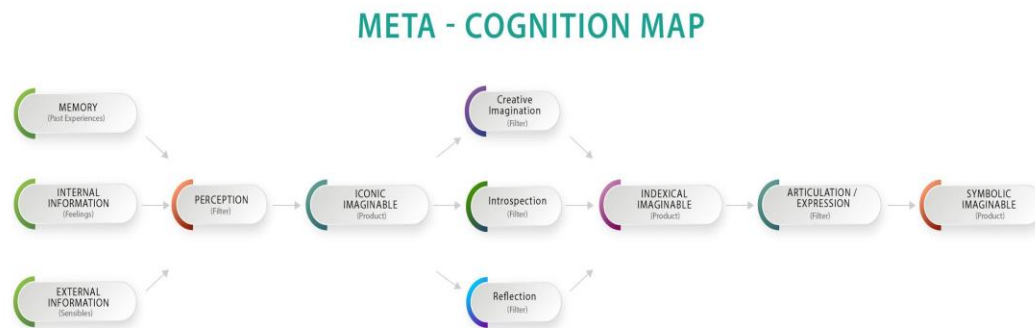 META - COGNITION MAP
MEMORY
(Past Experiences)
Creative
Imagination
(Filter)
INTERNAL
INFORMATION
(Feelings)
PERCEPTION
(Filter)
ICONIC
IMAGINABLE
(Product)
Introspection
(Filter)
INDEXICAL
IMAGINABLE
(Product)
ARTICULATION /
EXPRESSION
(Filter)
SYMBOLIC
IMAGINABLE
(Product)
EXTERNAL
INFORMATION
(Sensibles)
Reflection
(Filter)